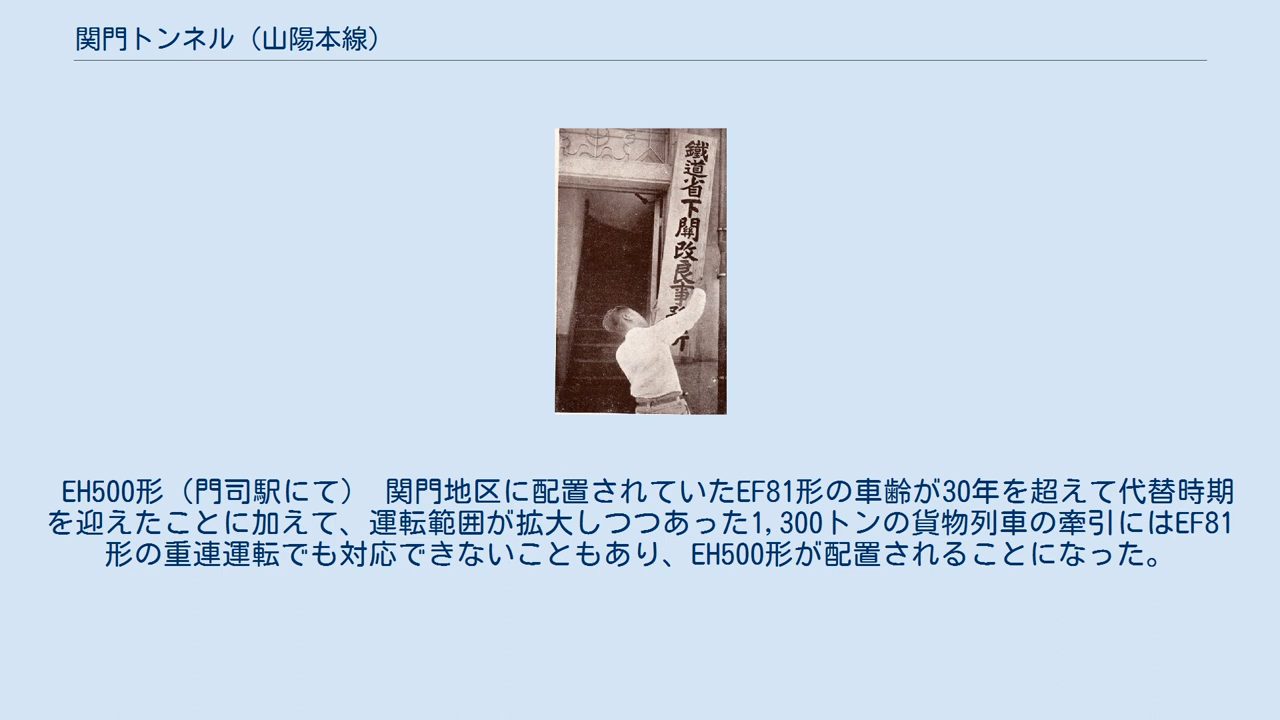 関門トンネル（山陽本線）
鐵道省下關改良事
EH500形（門司駅にて） 関門地区に配置されていたEF81形の車齢が30年を超えて代替時期
を迎えたことに加えて、運転範囲が拡大しつつあった1,300トンの貨物列車の牽引にはEF81
形の重連運転でも対応できないこともあり、EH500形が配置されることになった。